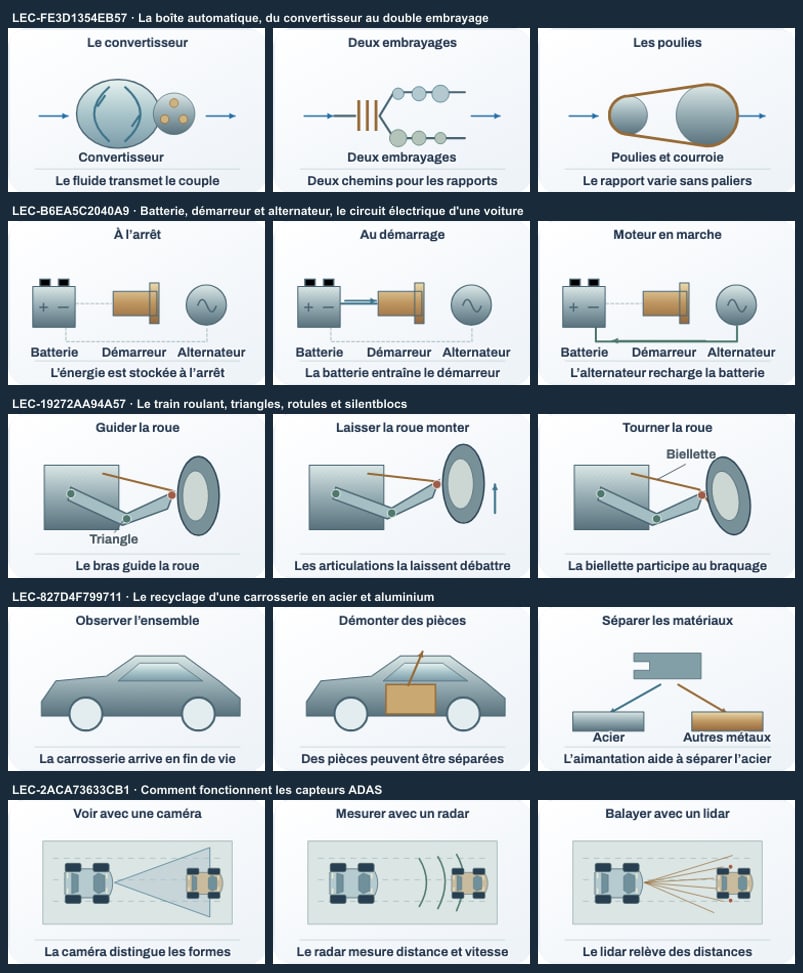 LEC-FE3D1354EB57 · La boîte automatique, du convertisseur au double embrayage
Le convertisseur
Deux embrayages
Les poulies
Convertisseur
Deux embrayages
Poulies et courroie
Le fluide transmet le couple
Deux chemins pour les rapports
Le rapport varie sans paliers
LEC-B6EA5C2040A9 · Batterie, démarreur et alternateur, le circuit électrique d'une voiture
À l’arrêt
Au démarrage
Moteur en marche
+ −
+ −
+ −
Batterie Démarreur Alternateur
Batterie Démarreur Alternateur
Batterie Démarreur Alternateur
L’énergie est stockée à l’arrêt
La batterie entraîne le démarreur
L’alternateur recharge la batterie
LEC-19272AA94A57 · Le train roulant, triangles, rotules et silentblocs
Guider la roue
Laisser la roue monter
Tourner la roue
Biellette
Triangle
Le bras guide la roue
Les articulations la laissent débattre
La biellette participe au braquage
LEC-827D4F799711 · Le recyclage d'une carrosserie en acier et aluminium
Observer l’ensemble
Démonter des pièces
Séparer les matériaux
Acier
Autres métaux
La carrosserie arrive en fin de vie
Des pièces peuvent être séparées
L’aimantation aide à séparer l’acier
LEC-2ACA73633CB1 · Comment fonctionnent les capteurs ADAS
Voir avec une caméra
Mesurer avec un radar
Balayer avec un lidar
La caméra distingue les formes
Le radar mesure distance et vitesse
Le lidar relève des distances